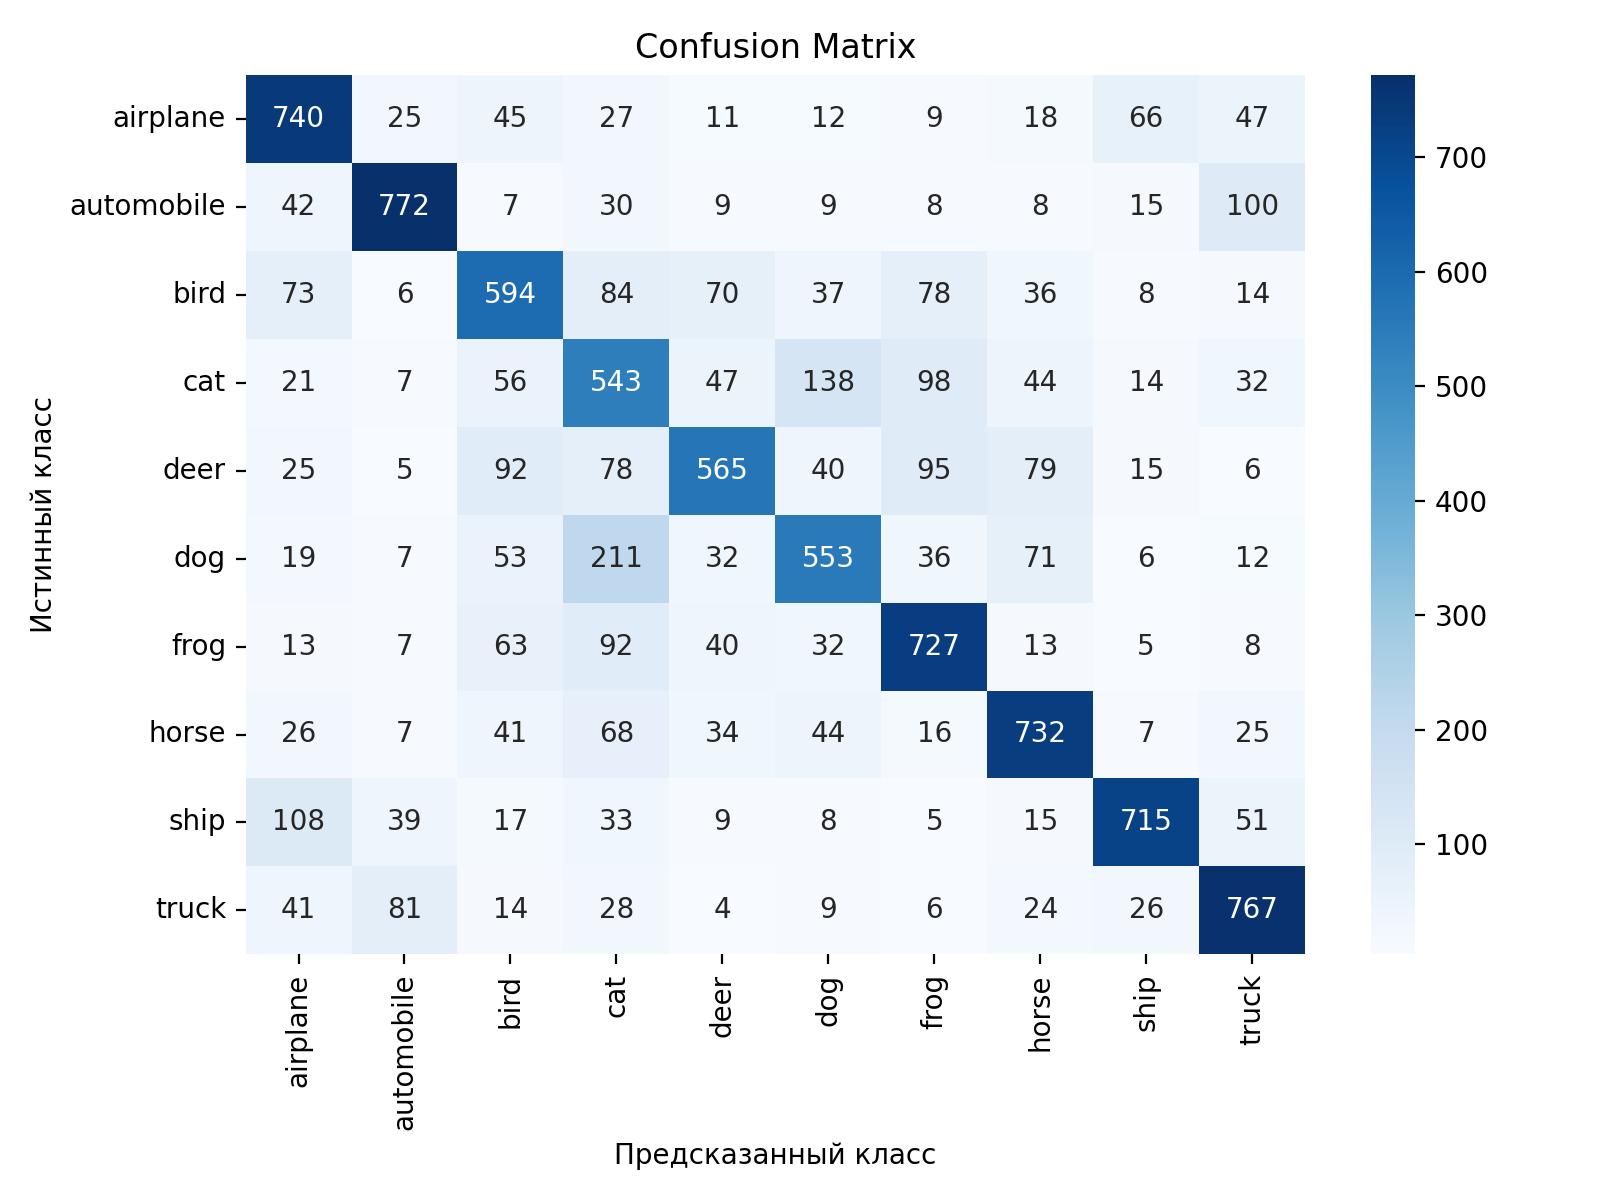 Confusion Matrix
airplane 740 25 45 27 11 12 9 18 66 47
automobile 42 772 7 30 9 9 8 8 15 100
bird 73 6 594 84 70 37 78 36 8 14
cat 21 7 56 543 47 138 98 44 14 32
deer 25 5 92 78 565 40 95 79 15 6
dog 19 7 53 211 32 553 36 71 6 12
frog 13 7 63 92 40 32 727 13 5 8
horse 26 7 41 68 34 44 16 732 7 25
ship 108 39 17 33 9 8 5 15 715 51
truck 41 81 14 28 4 9 6 24 26 767
airplane automobile bird cat deer dog frog horse ship truck
Предсказанный класс
Истинный класс
700
600
500
400
300
200
100